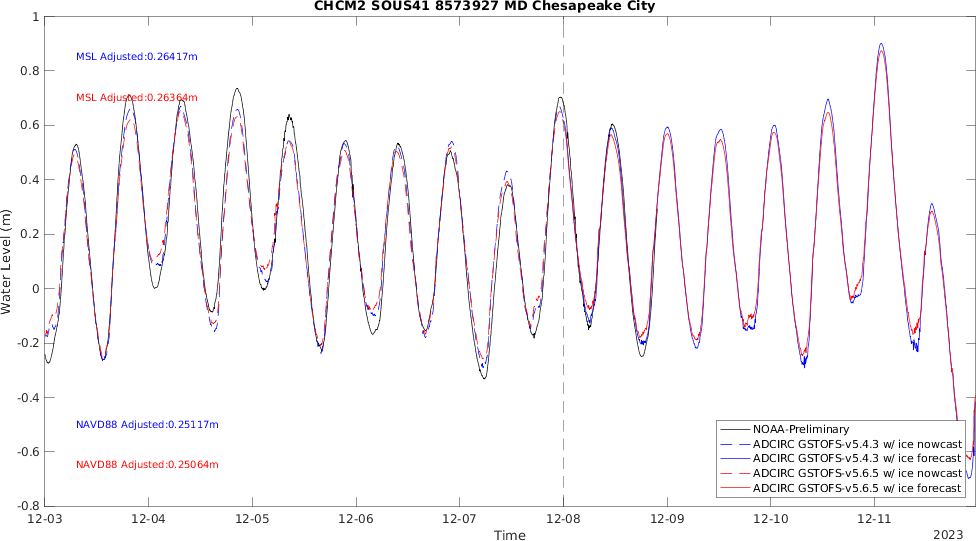 CHCM2 SOUS41 8573927 MD Chesapeake City
1
0.8
0.6
0.4
0.2
0
-0.2
-0.4
-0.6
-0.8
Water Level (m)
MSL Adjusted:0.26417m
MSL Adjusted:0.26364m
NAVD88 Adjusted:0.25117m
NAVD88 Adjusted:0.25064m
NOAA-Preliminary
ADCIRC GSTOFS-v5.4.3 w/ ice nowcast
ADCIRC GSTOFS-v5.4.3 w/ ice forecast
ADCIRC GSTOFS-v5.6.5 w/ ice nowcast
ADCIRC GSTOFS-v5.6.5 w/ ice forecast
12-03 12-04 12-05 12-06 12-07 12-08 12-09 12-10 12-11
Time
2023